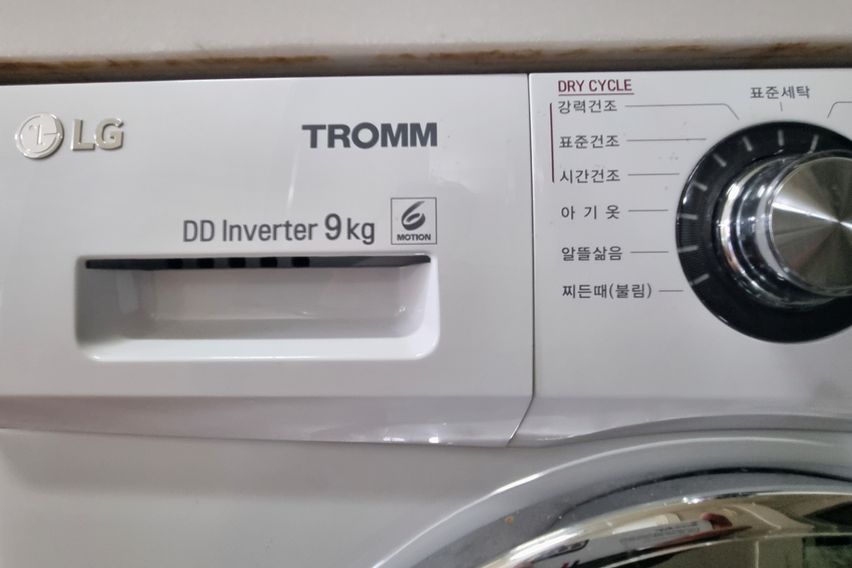 LG
TROMM
DD Inverter 9kg
6 MOTION
DRY CYCLE
강력건조
표준건조
시간건조
아기옷
알뜰삶음
찌든때(불림)
표준세탁